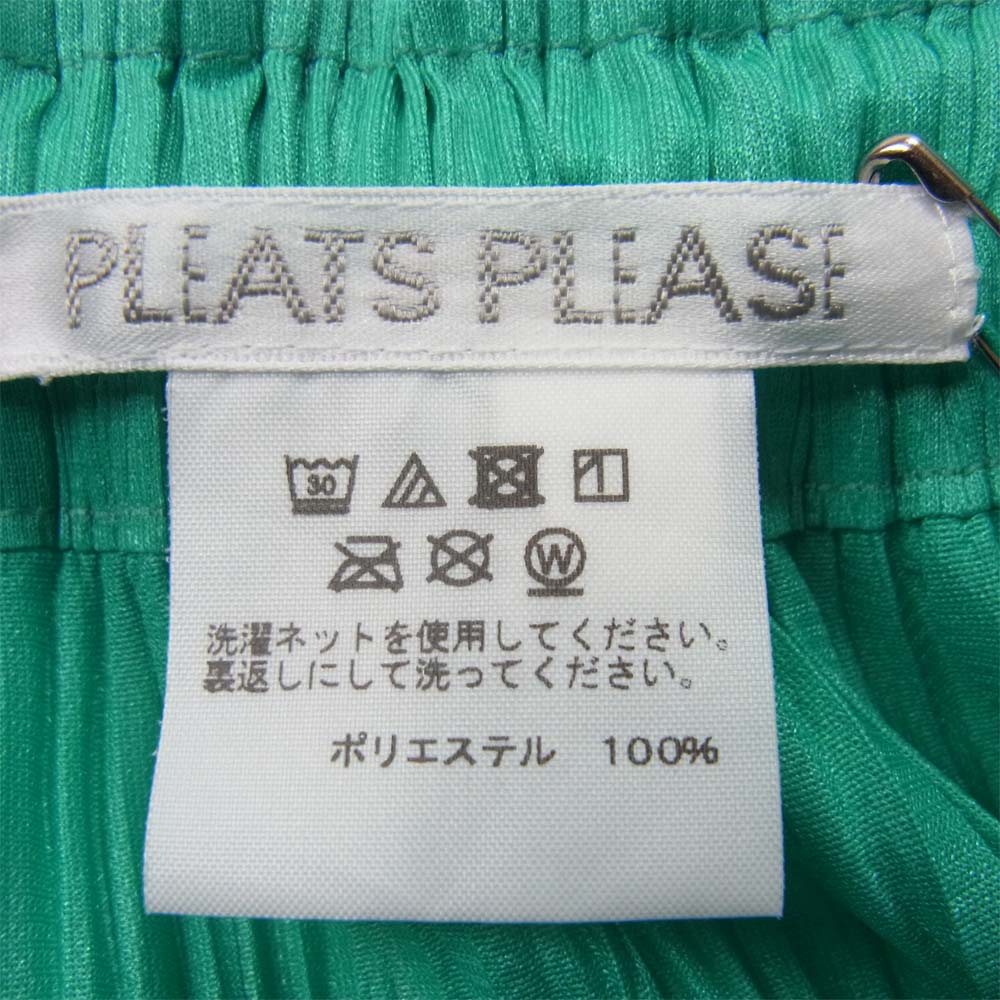 PLEATS PLEASE
30
W
洗濯ネットを使用してください。
裏返しにして洗ってください。
ポリエステル 100%